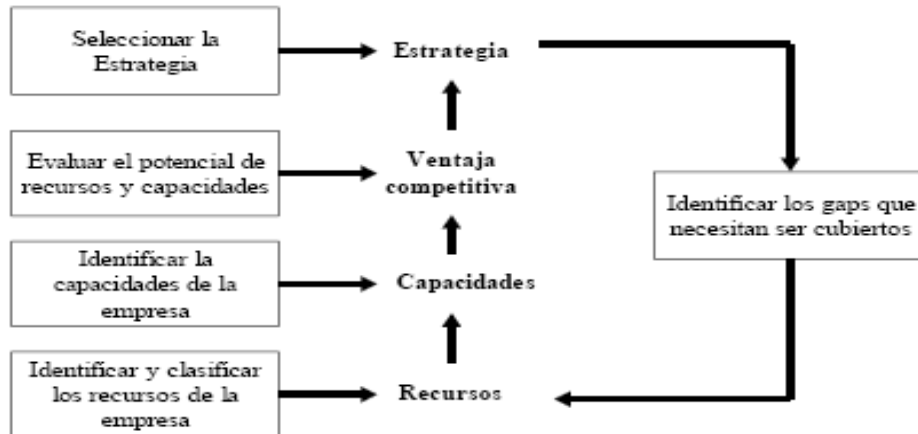 Seleccionar la
Estrategia
Estrategia
Evaluar el potencial de
recursos y capacidades
Ventaja
competitiva
Identificar los gaps que
necesitan ser cubiertos
Identificar la
capacidades de la
empresa
Capacidades
Identificar y clasificar
los recursos de la
empresa
Recursos